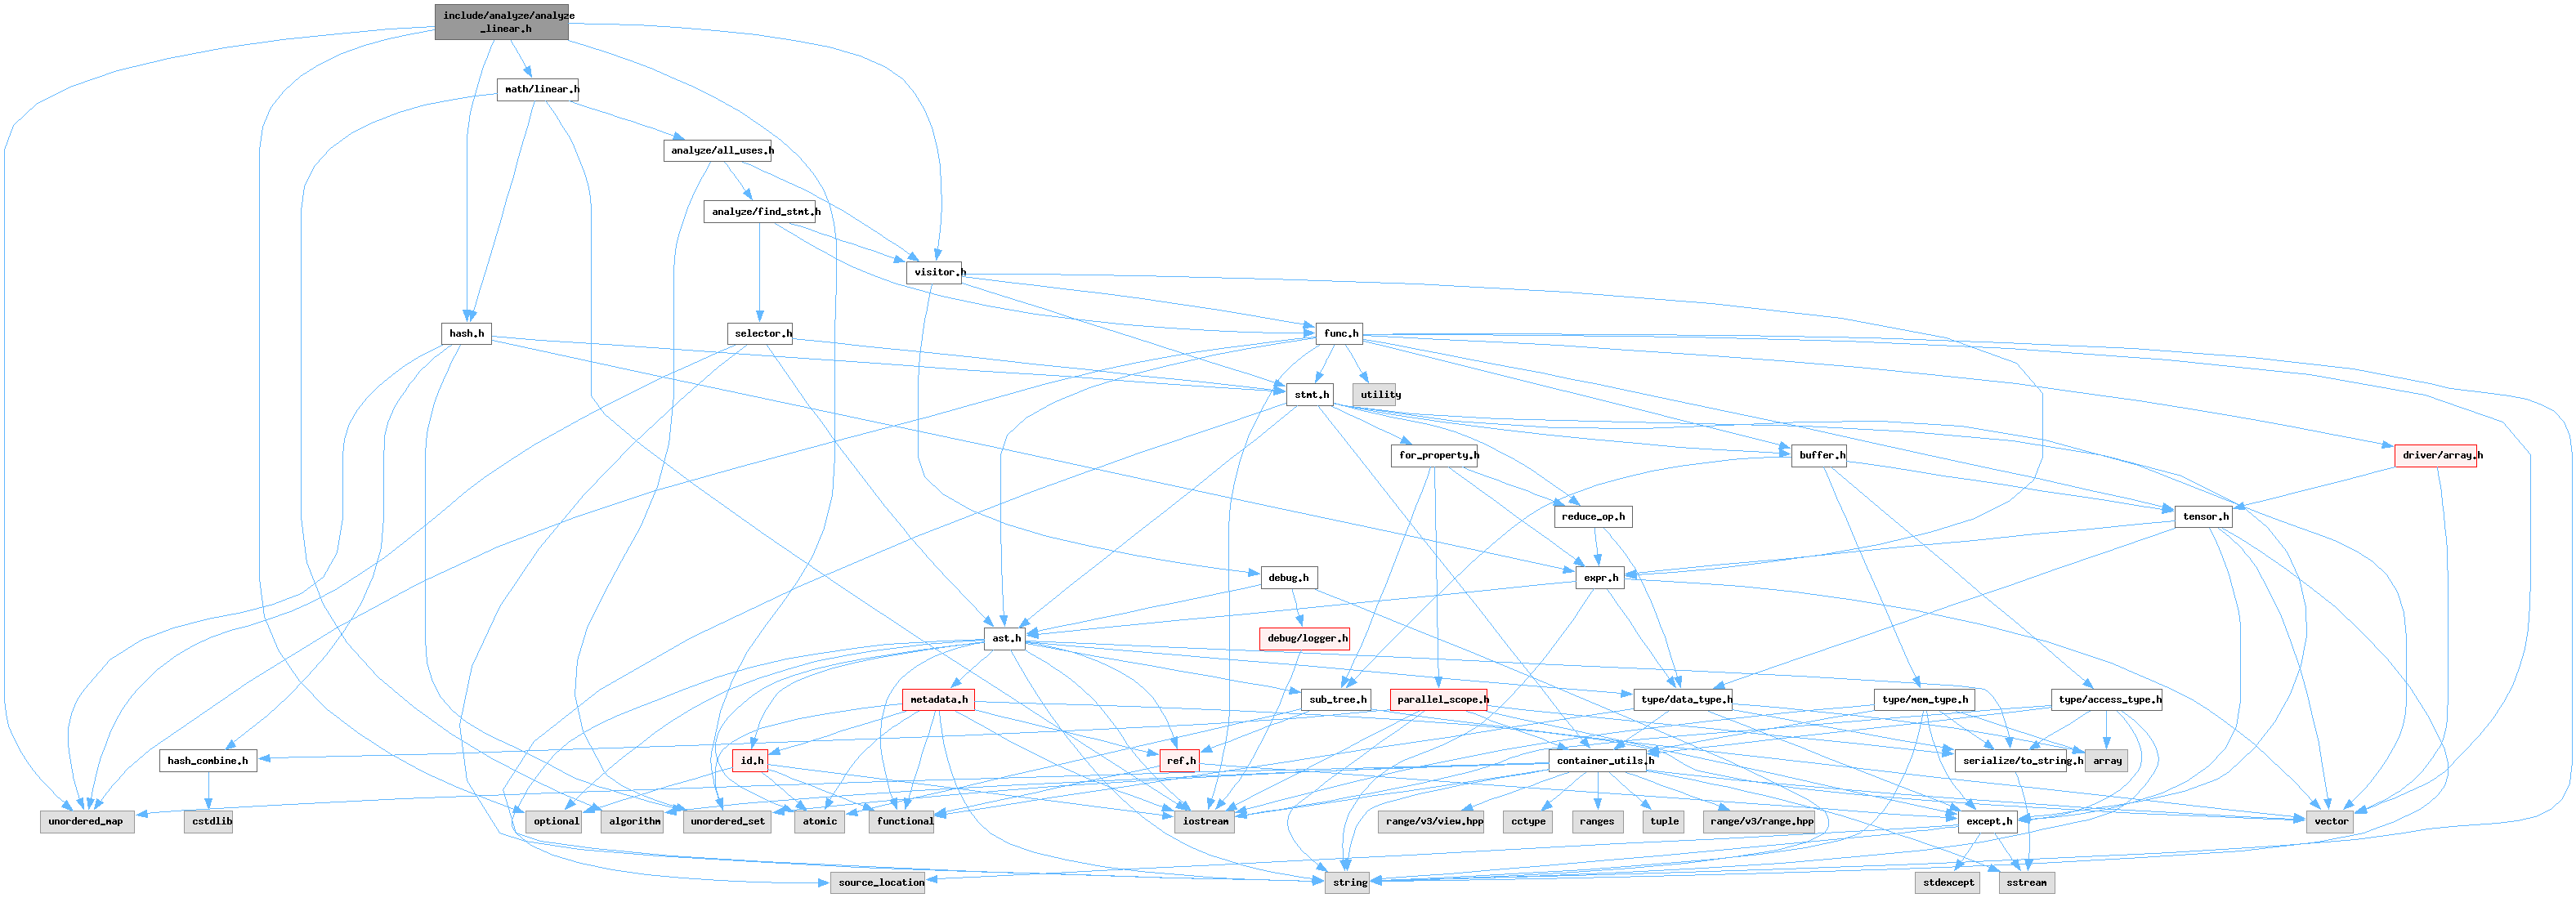 include/analyze/analyze
_linear.h
math/linear.h
analyze/all_uses.h
analyze/find_stmt.h
visitor.h
hash.h
selector.h
func.h
stmt.h
utility
for_property.h
buffer.h
driver/array.h
reduce_op.h
tensor.h
debug.h
expr.h
ast.h
debug/logger.h
metadata.h
sub_tree.h
parallel_scope.h
type/data_type.h
type/mem_type.h
type/access_type.h
hash_combine.h
id.h
ref.h
container_utils.h
serialize/to_string.h
array
unordered_map
cstdlib
optional
algorithm
unordered_set
atomic
functional
iostream
range/v3/view.hpp
cctype
ranges
tuple
range/v3/range.hpp
except.h
vector
source_location
string
stdexcept
sstream